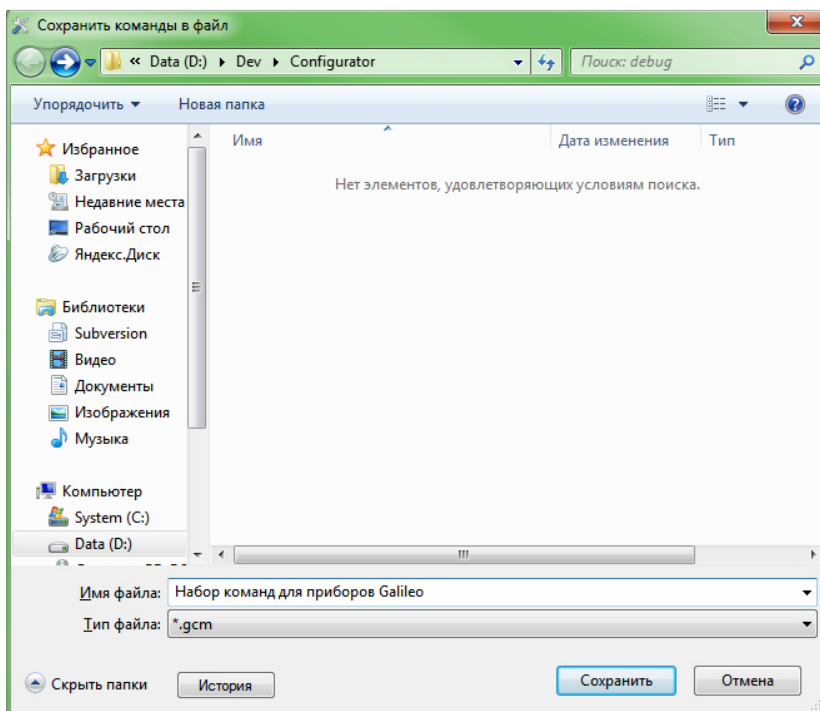 Сохранить команды в файл
« Data (D:) Dev Configurator
Поиск: debug
Упорядочить Новая папка
Имя Дата изменения Тип
Нет элементов, удовлетворяющих условиям поиска.
Избранное
Загрузки
Недавние места
Рабочий стол
Яндекс.Диск
Библиотеки
Subversion
Видео
Документы
Изображения
Музыка
Компьютер
System (C:)
Data (D:)
Имя файла: Набор команд для приборов Galileo
Тип файла: *.gcm
Скрыть папки История Сохранить Отмена